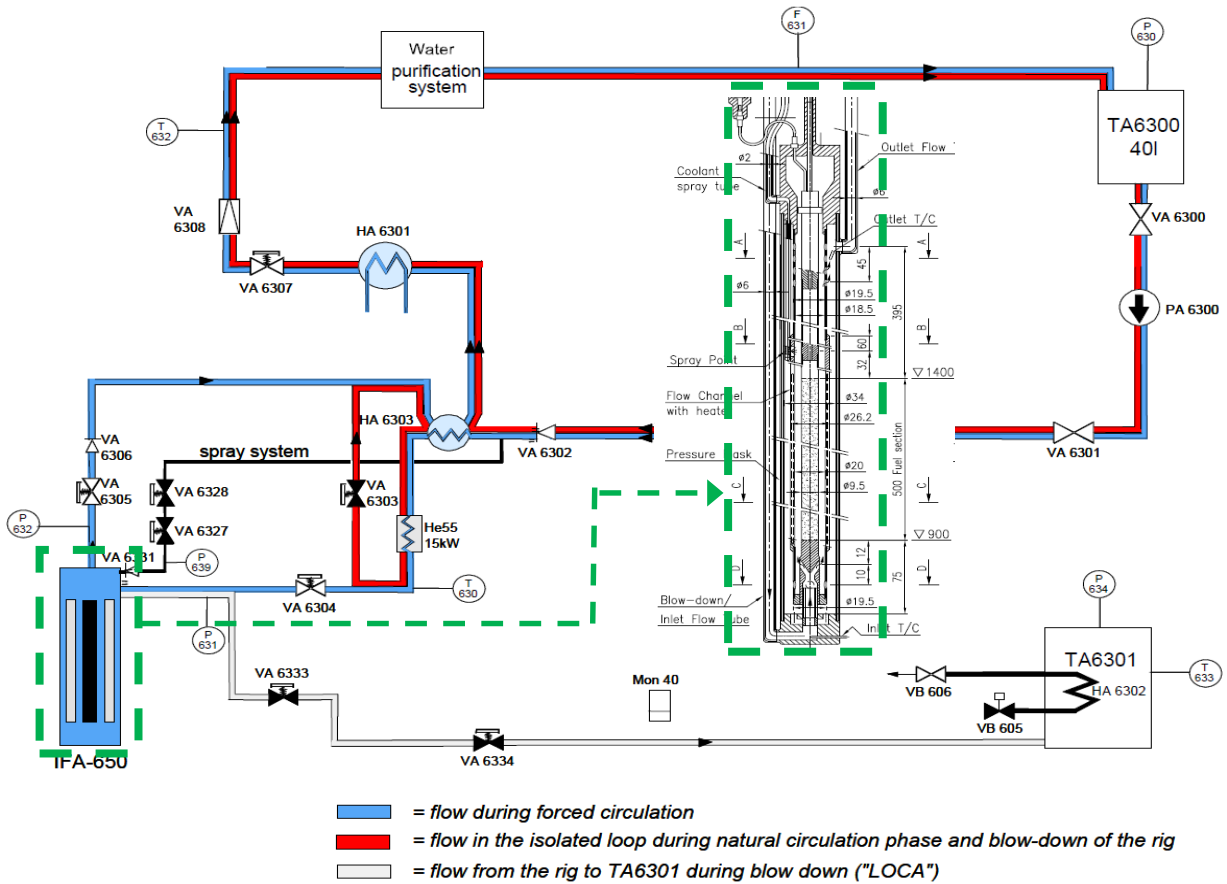 F
631
P
630
Water
purification
system
T
632
TA6300
40l
Outlet Flow
ø2
Coolant
spray tube
ø6
VA
6308
HA 6301
VA 6300
Outlet T/C
A
A
45
VA 6307
ø6
ø19.5
PA 6300
ø18.5
395
B
B
60
Spray Point
32
▽ 1400
Flow Channel
with heater
ø34
HA 6303
ø26.2
VA
6306
spray system
VA 6302
VA 6301
Pressure flask
500 Fuel section
VA
6305
VA 6328
VA
6303
ø20
C
C
ø9.5
P
632
VA 6327
He55
15kW
▽ 900
12
P
639
T
630
10
75
D
D
VA 6304
Blow-down/
Inlet Flow tube
ø19.5
P
631
Inlet T/C
P
634
VA 6333
Mon 40
TA6301
VB 606
HA 6302
T
633
VB 605
VA 6334
IFA-650
= flow during forced circulation
= flow in the isolated loop during natural circulation phase and blow-down of the rig
= flow from the rig to TA6301 during blow down ("LOCA")